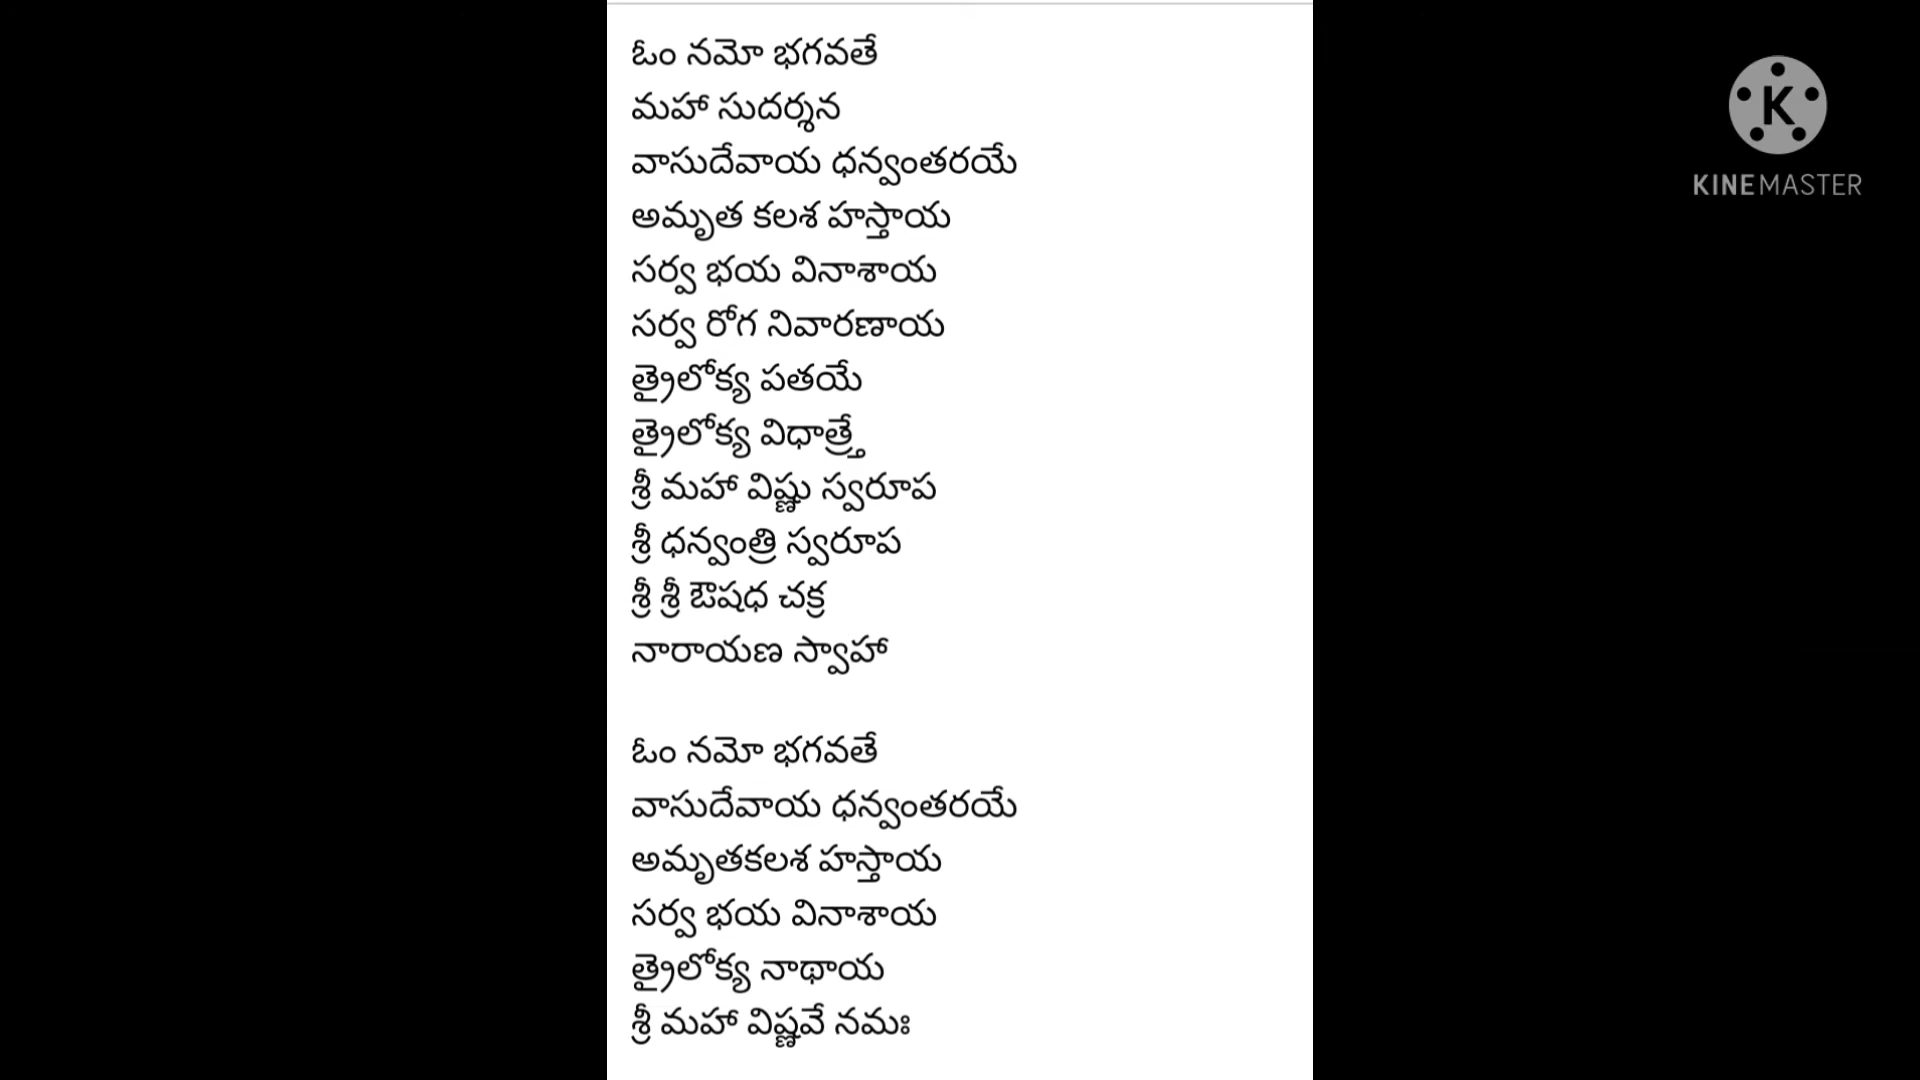 ఓం నమో భగవతే
మహా సుదర్శన
వాసుదేవాయ ధన్వంతరయే
అమృత కలశ హస్తాయ
సర్వ భయ వినాశాయ
సర్వ రోగ నివారణాయ
త్రైలోక్య పతయే
త్రైలోక్య విధాత్ర్తే
శ్రీ మహా విష్ణు స్వరూప
శ్రీ ధన్వంత్రి స్వరూప
శ్రీ శ్రీ ఔషధ చక్ర
నారాయణ స్వాహా
ఓం నమో భగవతే
వాసుదేవాయ ధన్వంతరయే
అమృతకలశ హస్తాయ
సర్వ భయ వినాశాయ
త్రైలోక్య నాథాయ
శ్రీ మహా విష్ణవే నమః
K
KINEMASTER